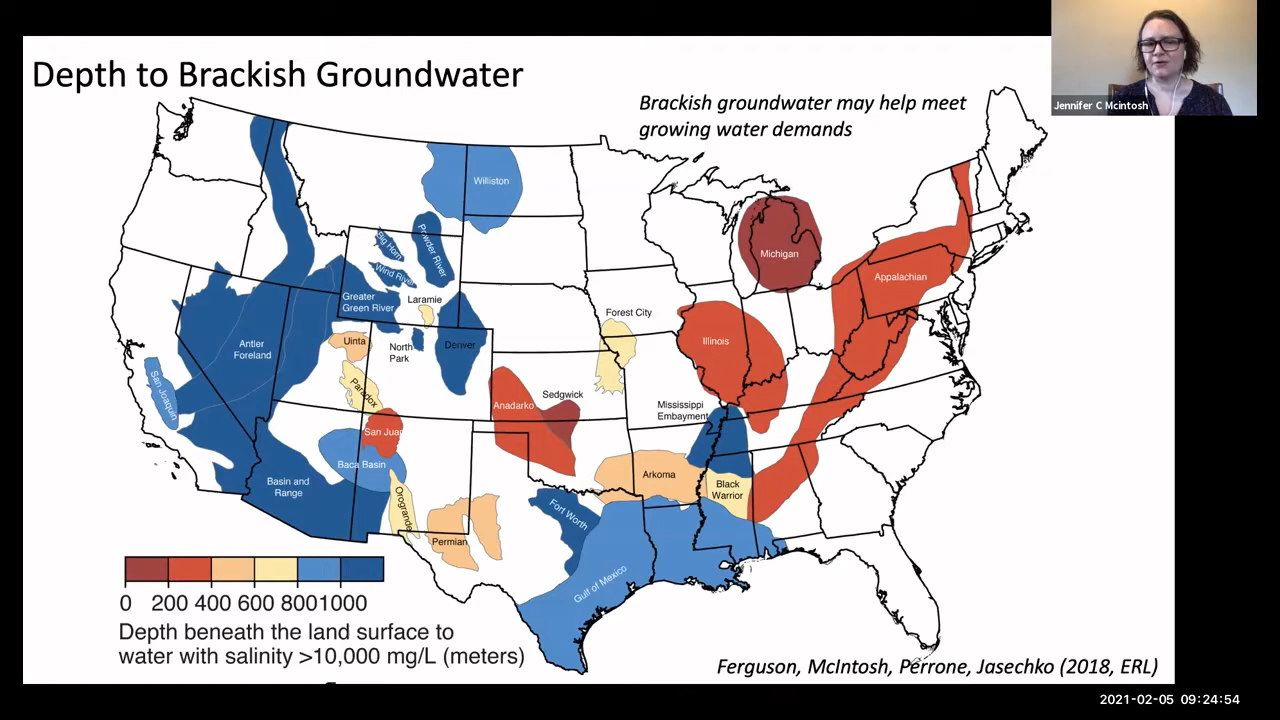 Depth to Brackish Groundwater
Brackish groundwater may help meet
growing water demands
Jennifer C Mcintosh
Williston
Big Horn
Powder River
Wind River
Michigan
Appalachian
Greater
Green River
Laramie
Forest City
Antler
Foreland
Uinta
North
Park
Denver
Illinois
San Joaquin
Paradox
Anadarko
Sedgwick
Mississippi
Embayment
San Juan
Baca Basin
Arkoma
Basin and
Range
Orogrande
Black
Warrior
Permian
Fort Worth
Gulf of Mexico
0 200 400 600 8001000
Depth beneath the land surface to
water with salinity >10,000 mg/L (meters)
Ferguson, McIntosh, Perrone, Jasechko (2018, ERL)
2021-02-05 09:24:54